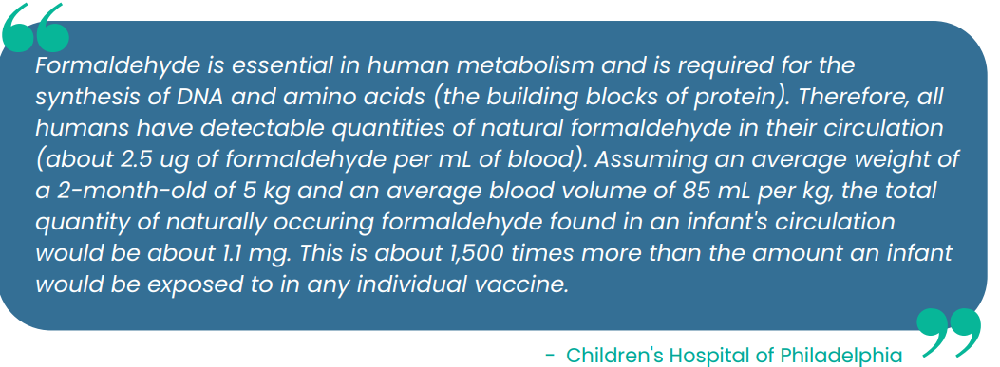 “
Formaldehyde is essential in human metabolism and is required for the
synthesis of DNA and amino acids (the building blocks of protein). Therefore, all
humans have detectable quantities of natural formaldehyde in their circulation
(about 2.5 ug of formaldehyde per mL of blood). Assuming an average weight of
a 2-month-old of 5 kg and an average blood volume of 85 mL per kg, the total
quantity of naturally occuring formaldehyde found in an infant's circulation
would be about 1.1 mg. This is about 1,500 times more than the amount an infant
would be exposed to in any individual vaccine.
”
- Children's Hospital of Philadelphia